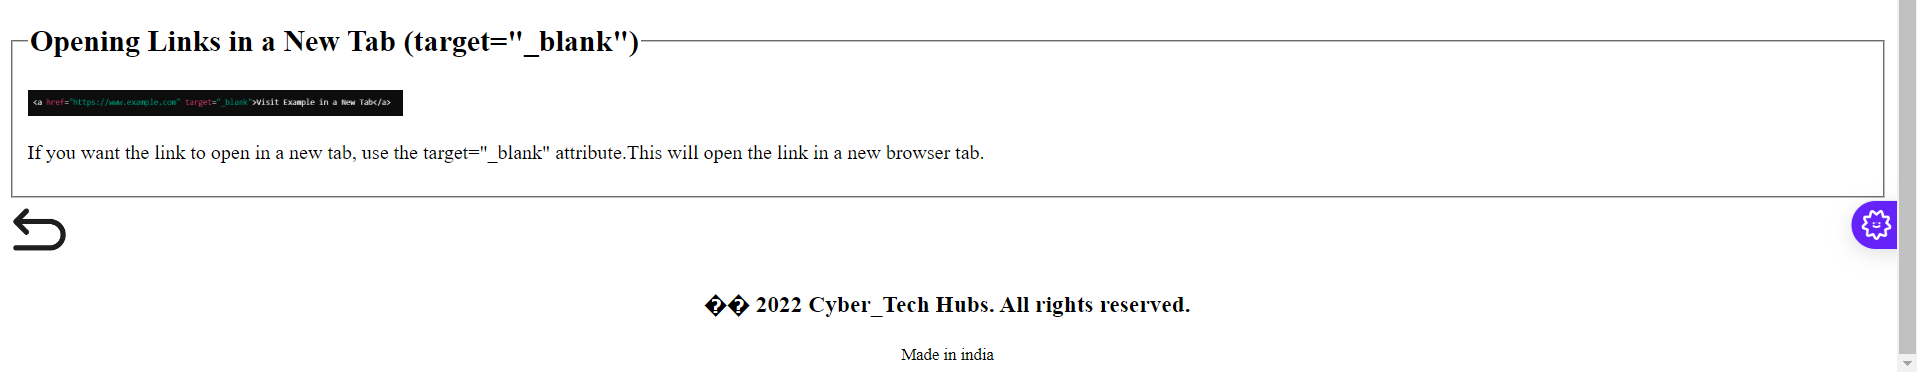 Opening Links in a New Tab (target="_blank")
<a href="https://www.example.com" target="_blank">Visit Example in a New Tab</a>
If you want the link to open in a new tab, use the target="_blank" attribute.This will open the link in a new browser tab.
�� 2022 Cyber_Tech Hubs. All rights reserved.
Made in india